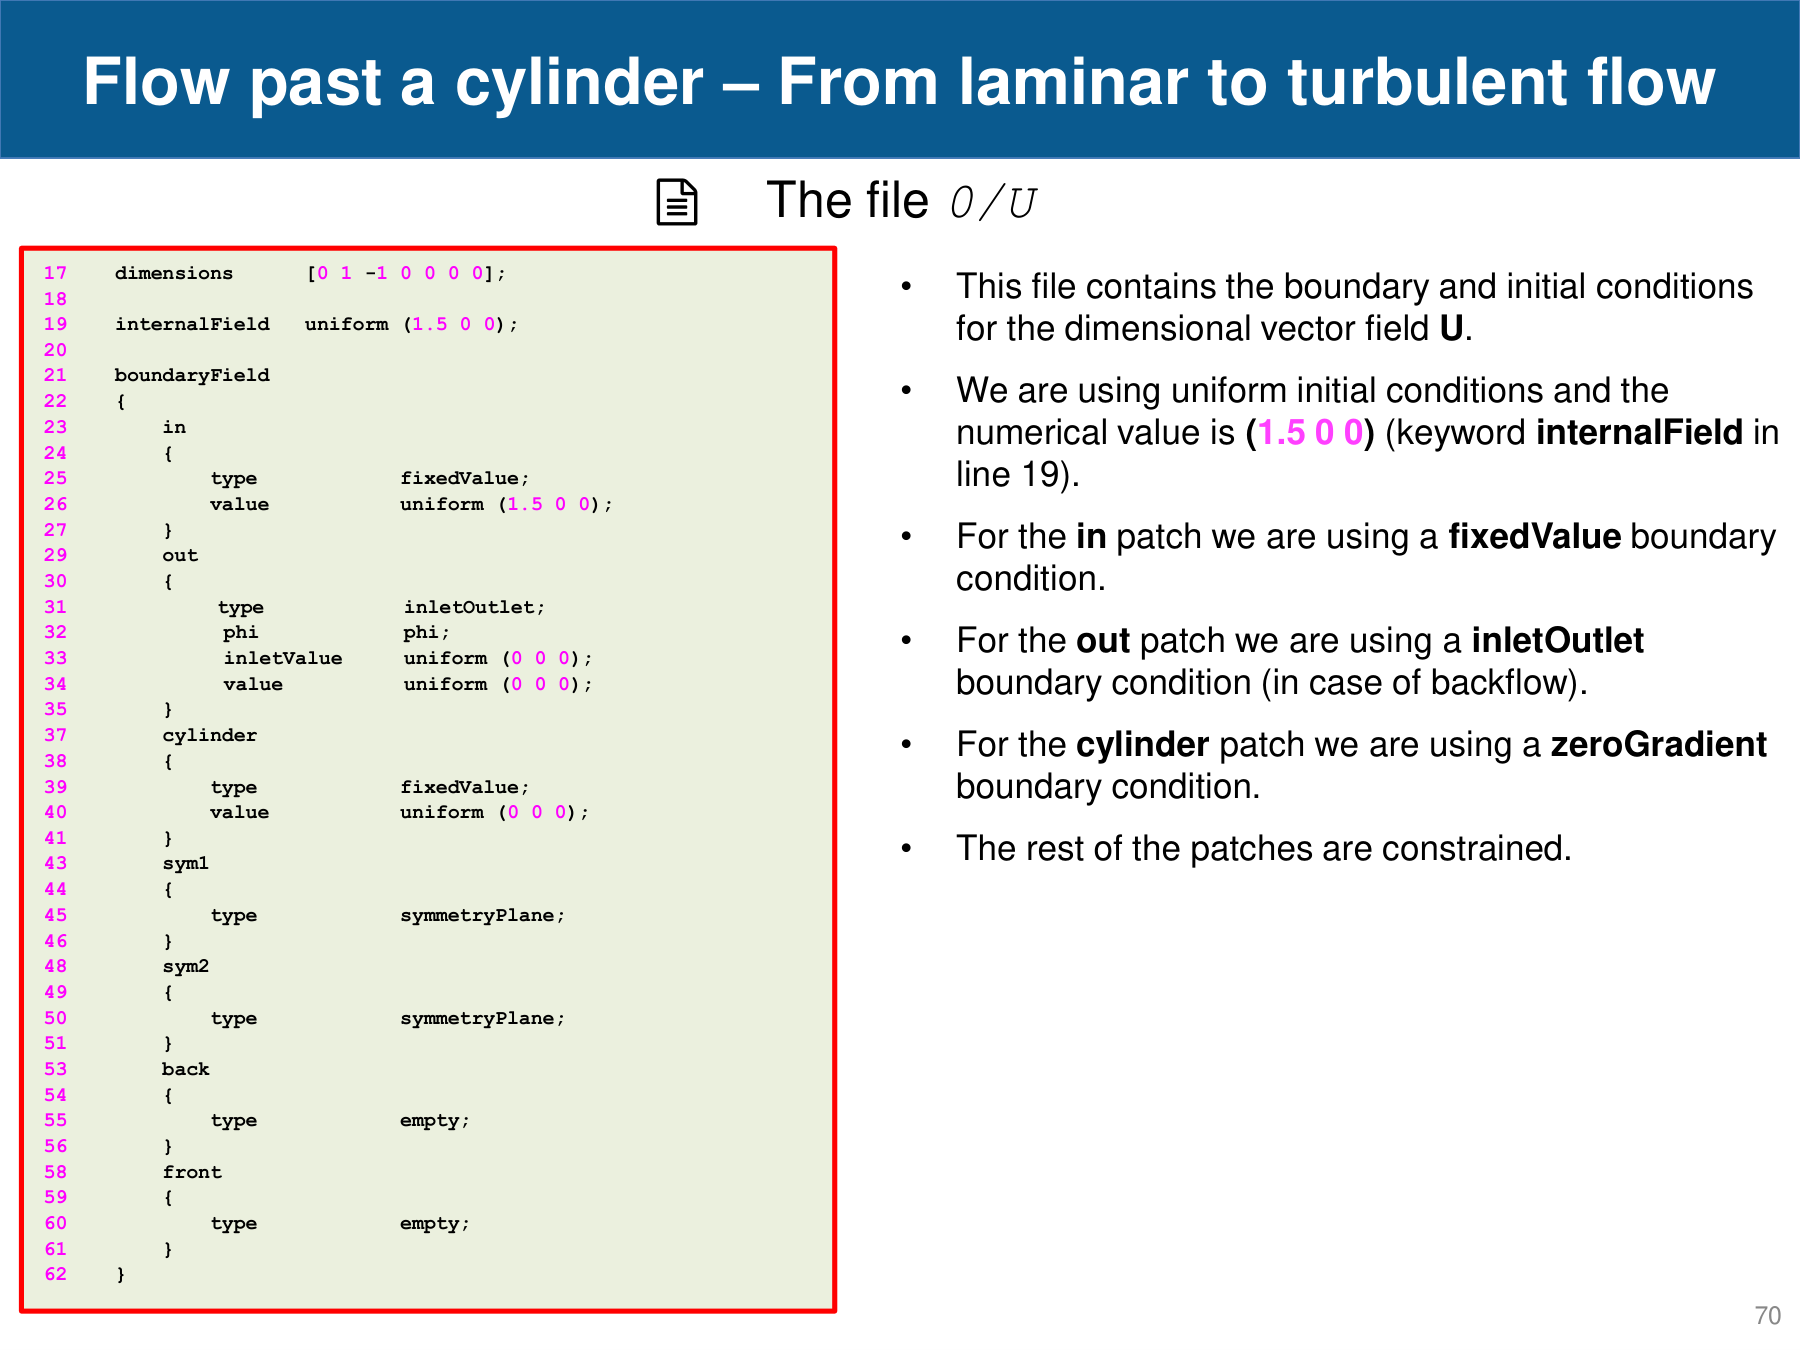 Flow past a cylinder – From laminar to turbulent flow
The file 0/U
17    dimensions      [0 1 -1 0 0 0 0];
18
19    internalField   uniform (1.5 0 0);
20
21    boundaryField
22    {
23        in
24        {
25            type            fixedValue;
26            value           uniform (1.5 0 0);
27        }
29        out
30        {
31            type            inletOutlet;
32            phi             phi;
33            inletValue      uniform (0 0 0);
34            value           uniform (0 0 0);
35        }
37        cylinder
38        {
39            type            fixedValue;
40            value           uniform (0 0 0);
41        }
43        sym1
44        {
45            type            symmetryPlane;
46        }
48        sym2
49        {
50            type            symmetryPlane;
51        }
53        back
54        {
55            type            empty;
56        }
58        front
59        {
60            type            empty;
61        }
62    }
• This file contains the boundary and initial conditions
for the dimensional vector field U.
• We are using uniform initial conditions and the
numerical value is (1.5 0 0) (keyword internalField in
line 19).
• For the in patch we are using a fixedValue boundary
condition.
• For the out patch we are using a inletOutlet
boundary condition (in case of backflow).
• For the cylinder patch we are using a zeroGradient
boundary condition.
• The rest of the patches are constrained.
70